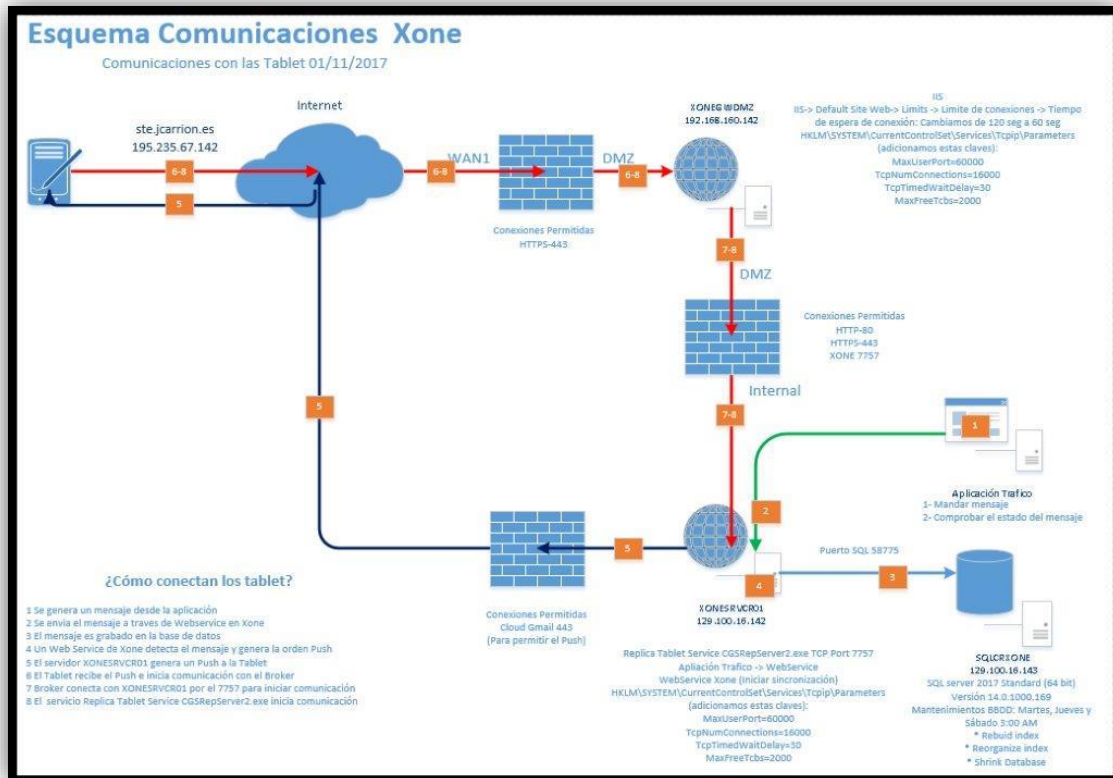 Esquema Comunicaciones Xone
Comunicaciones con las Tablet 01/11/2017
Internet
ste.jcarrion.es
195.235.67.142
6-8
5
WAN1
6-8
DMZ
6-8
Conexiones Permitidas
HTTPS-443
XONEGWDMZ
192.168.160.142
IIS
IIS-> Default Site Web-> Limits -> Limite de conexiones -> Tiempo
de espera de conexión: Cambiamos de 120 seg a 60 seg
HKLM\SYSTEM\CurrentControlSet\Services\Tcpip\Parameters
(adicionamos estas claves):
MaxUserPort=60000
TcpNumConnections=16000
TcpTimedWaitDelay=30
MaxFreeTcbs=2000
7-8
DMZ
Conexiones Permitidas
HTTP-80
HTTPS-443
XONE 7757
Internal
7-8
5
1
Aplicación Trafico
1- Mandar mensaje
2- Comprobar el estado del mensaje
2
Puerto SQL 58775
3
4
5
XONESRVCR01
129.100.16.142
Conexiones Permitidas
Cloud Gmail 443
(Para permitir el Push)
¿Cómo conectan los tablet?
1 Se genera un mensaje desde la aplicación
2 Se envia el mensaje a traves de Webservice en Xone
3 El mensaje es grabado en la base de datos
4 Un Web Service de Xone detecta el mensaje y genera la orden Push
5 El servidor XONESRVCR01 genera un Push a la Tablet
6 El Tablet recibe el Push e inicia comunicación con el Broker
7 Broker conecta con XONESRVCR01 por el 7757 para iniciar comunicación
8 El servicio Replica Tablet Service CGSRepServer2.exe inicia comunicación
Replica Tablet Service CGSRepServer2.exe TCP Port 7757
Apliación Trafico -> WebService
WebService Xone (Iniciar sincronización)
HKLM\SYSTEM\CurrentControlSet\Services\Tcpip\Parameters
(adicionamos estas claves):
MaxUserPort=60000
TcpNumConnections=16000
TcpTimedWaitDelay=30
MaxFreeTcbs=2000
SQLCRXONE
129.100.16.143
SQL server 2017 Standard (64 bit)
Versión 14.0.1000.169
Mantenimientos BBDD: Martes, Jueves y
Sábado 3:00 AM
* Rebuid index
* Reorganize index
* Shrink Database